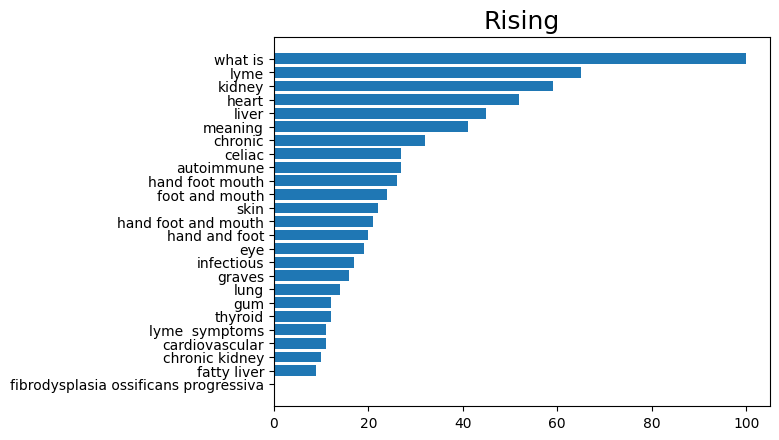 Rising
what is
lyme
kidney
heart
liver
meaning
chronic
celiac
autoimmune
hand foot mouth
foot and mouth
skin
hand foot and mouth
hand and foot
eye
infectious
graves
lung
gum
thyroid
lyme  symptoms
cardiovascular
chronic kidney
fatty liver
fibrodysplasia ossificans progressiva
0 20 40 60 80 100